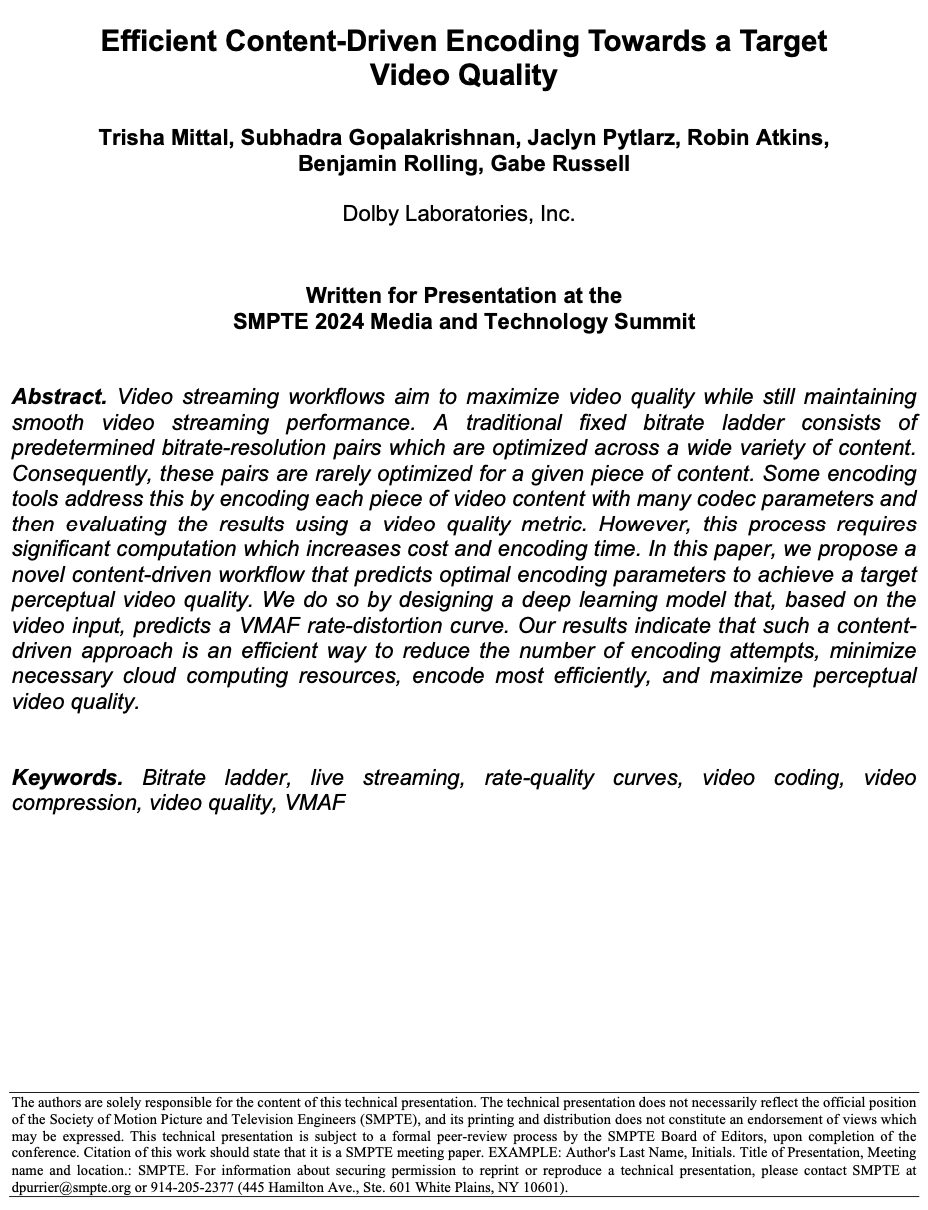 Efficient Content-Driven Encoding Towards a Target
Video Quality
Trisha Mittal, Subhadra Gopalakrishnan, Jaclyn Pytlarz, Robin Atkins,
Benjamin Rolling, Gabe Russell
Dolby Laboratories, Inc.
Written for Presentation at the
SMPTE 2024 Media and Technology Summit
Abstract. Video streaming workflows aim to maximize video quality while still maintaining
smooth video streaming performance. A traditional fixed bitrate ladder consists of
predetermined bitrate-resolution pairs which are optimized across a wide variety of content.
Consequently, these pairs are rarely optimized for a given piece of content. Some encoding
tools address this by encoding each piece of video content with many codec parameters and
then evaluating the results using a video quality metric. However, this process requires
significant computation which increases cost and encoding time. In this paper, we propose a
novel content-driven workflow that predicts optimal encoding parameters to achieve a target
perceptual video quality. We do so by designing a deep learning model that, based on the
video input, predicts a VMAF rate-distortion curve. Our results indicate that such a content-
driven approach is an efficient way to reduce the number of encoding attempts, minimize
necessary cloud computing resources, encode most efficiently, and maximize perceptual
video quality.
Keywords. Bitrate ladder, live streaming, rate-quality curves, video coding, video
compression, video quality, VMAF
The authors are solely responsible for the content of this technical presentation. The technical presentation does not necessarily reflect the official position
of the Society of Motion Picture and Television Engineers (SMPTE), and its printing and distribution does not constitute an endorsement of views which
may be expressed. This technical presentation is subject to a formal peer-review process by the SMPTE Board of Editors, upon completion of the
conference. Citation of this work should state that it is a SMPTE meeting paper. EXAMPLE: Author's Last Name, Initials. Title of Presentation, Meeting
name and location.: SMPTE. For information about securing permission to reprint or reproduce a technical presentation, please contact SMPTE at
dpurrier@smpte.org or 914-205-2377 (445 Hamilton Ave., Ste. 601 White Plains, NY 10601).